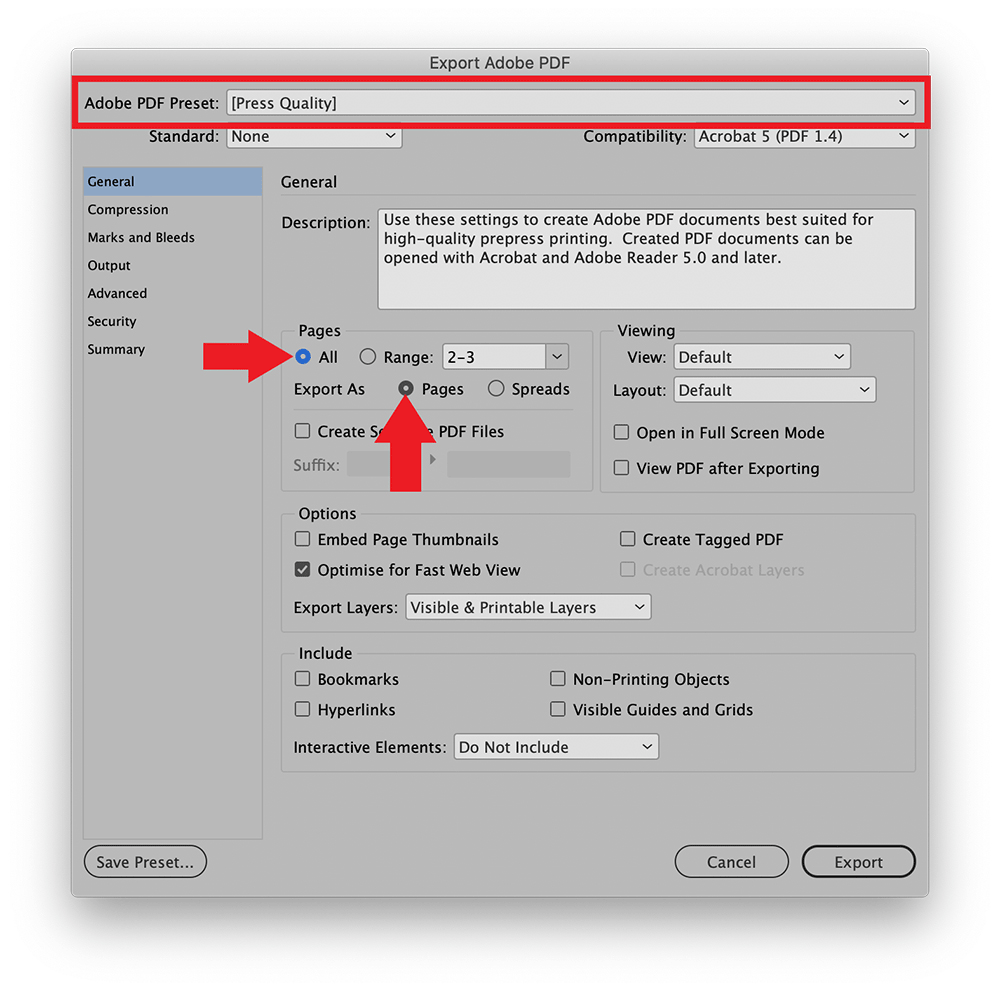 Export Adobe PDF
Adobe PDF Preset: [Press Quality]
Standard: None Compatibility: Acrobat 5 (PDF 1.4)
General
Compression
Marks and Bleeds
Output
Advanced
Security
Summary
General
Description: Use these settings to create Adobe PDF documents best suited for
high-quality prepress printing. Created PDF documents can be
opened with Acrobat and Adobe Reader 5.0 and later.
Pages
All Range: 2-3
Export As Pages Spreads
Create PDF Files
Suffix:
Viewing
View: Default
Layout: Default
Open in Full Screen Mode
View PDF after Exporting
Options
Embed Page Thumbnails Create Tagged PDF
Optimise for Fast Web View Create Acrobat Layers
Export Layers: Visible & Printable Layers
Include
Bookmarks Non-Printing Objects
Hyperlinks Visible Guides and Grids
Interactive Elements: Do Not Include
Save Preset... Cancel Export